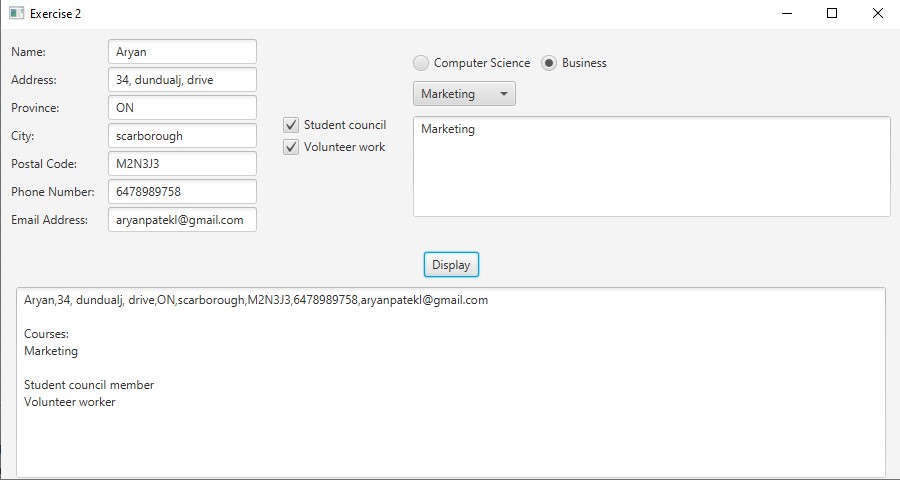 Exercise 2
Name: Aryan
Address: 34, dundualj, drive
Province: ON
City: scarborough
Postal Code: M2N3J3
Phone Number: 6478989758
Email Address: aryanpatekl@gmail.com
Student council
Volunteer work
Computer Science Business
Marketing
Marketing
Display
Aryan,34, dundualj, drive,ON,scarborough,M2N3J3,6478989758,aryanpatekl@gmail.com
Courses:
Marketing
Student council member
Volunteer worker